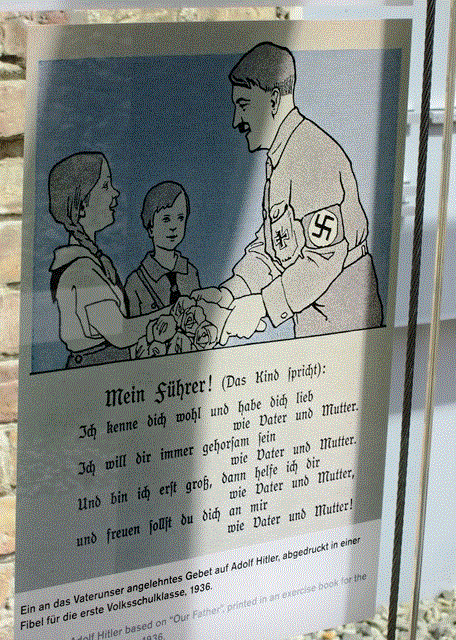 Mein Führer! (Das Kind spricht):
Ich kenne dich wohl und habe dich lieb
wie Vater und Mutter.
Ich will dir immer gehorsam sein
wie Vater und Mutter.
Und bin ich erst groß, dann helfe ich dir
wie Vater und Mutter,
und freuen sollst du dich an mir
wie Vater und Mutter!
Ein an das Vaterunser angelehntes Gebet auf Adolf Hitler, abgedruckt in einer
Fibel für die erste Volksschulklasse, 1936.
Adolf Hitler based on "Our Father", printed in an exercise book for the
1936.